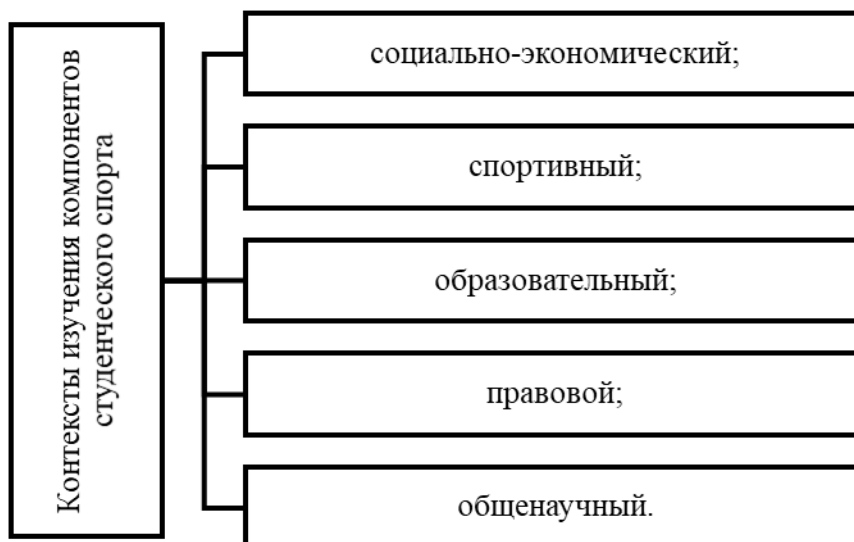 Контексты изучения компонентов
студенческого спорта
социально-экономический;
спортивный;
образовательный;
правовой;
общенаучный.